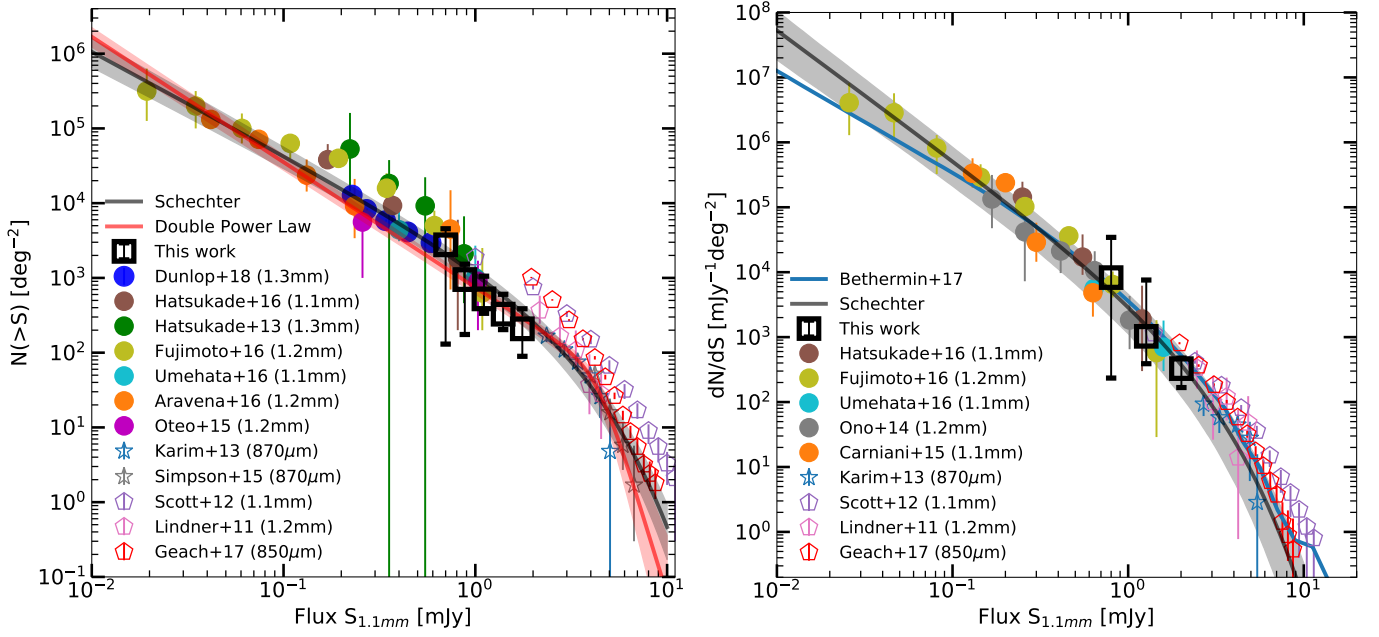 10^6
10^5
10^4
10^3
10^2
10^1
10^0
10^{-1}
N(>S) [deg^{-2}]
Schechter
Double Power Law
This work
Dunlop+18 (1.3mm)
Hatsukade+16 (1.1mm)
Hatsukade+13 (1.3mm)
Fujimoto+16 (1.2mm)
Umehata+16 (1.1mm)
Aravena+16 (1.2mm)
Oteo+15 (1.2mm)
Karim+13 (870μm)
Simpson+15 (870μm)
Scott+12 (1.1mm)
Lindner+11 (1.2mm)
Geach+17 (850μm)
10^{-2} 10^{-1} 10^0 10^1
Flux S_{1.1mm} [mJy]
10^8
10^7
10^6
10^5
10^4
10^3
10^2
10^1
10^0
dN/dS [mJy^{-1}deg^{-2}]
Bethermin+17
Schechter
This work
Hatsukade+16 (1.1mm)
Fujimoto+16 (1.2mm)
Umehata+16 (1.1mm)
Ono+14 (1.2mm)
Carniani+15 (1.1mm)
Karim+13 (870μm)
Scott+12 (1.1mm)
Lindner+11 (1.2mm)
Geach+17 (850μm)
10^{-2} 10^{-1} 10^0 10^1
Flux S_{1.1mm} [mJy]